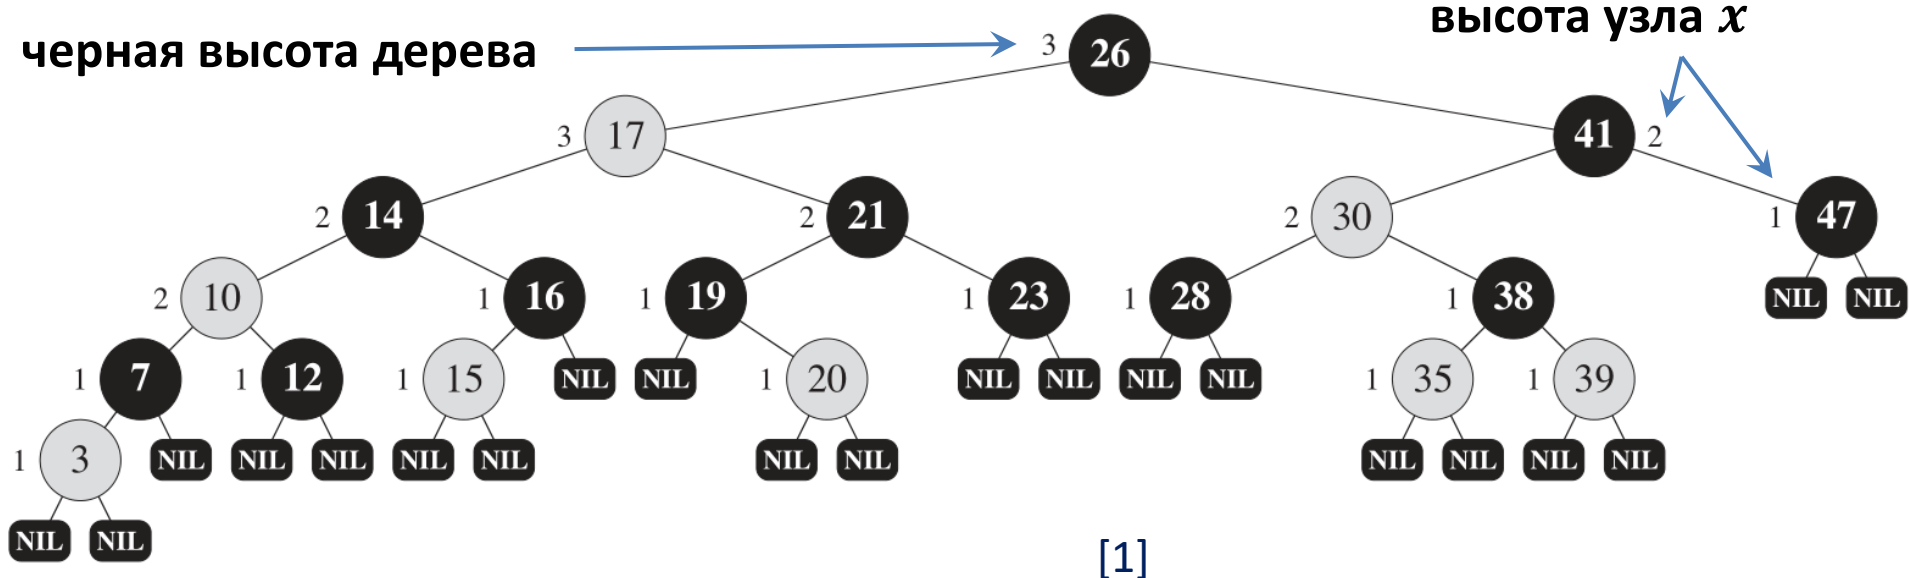 высота узла x
черная высота дерева
3 26
3 17 41 2
2 14 2 21 2 30 1 47
2 10 1 16 1 19 1 23 1 28 1 38 NIL NIL
1 7 1 12 1 15 NIL NIL 1 20 NIL NIL NIL NIL 1 35 1 39
1 3 NIL NIL NIL NIL NIL NIL NIL NIL NIL NIL NIL
NIL NIL
[1]